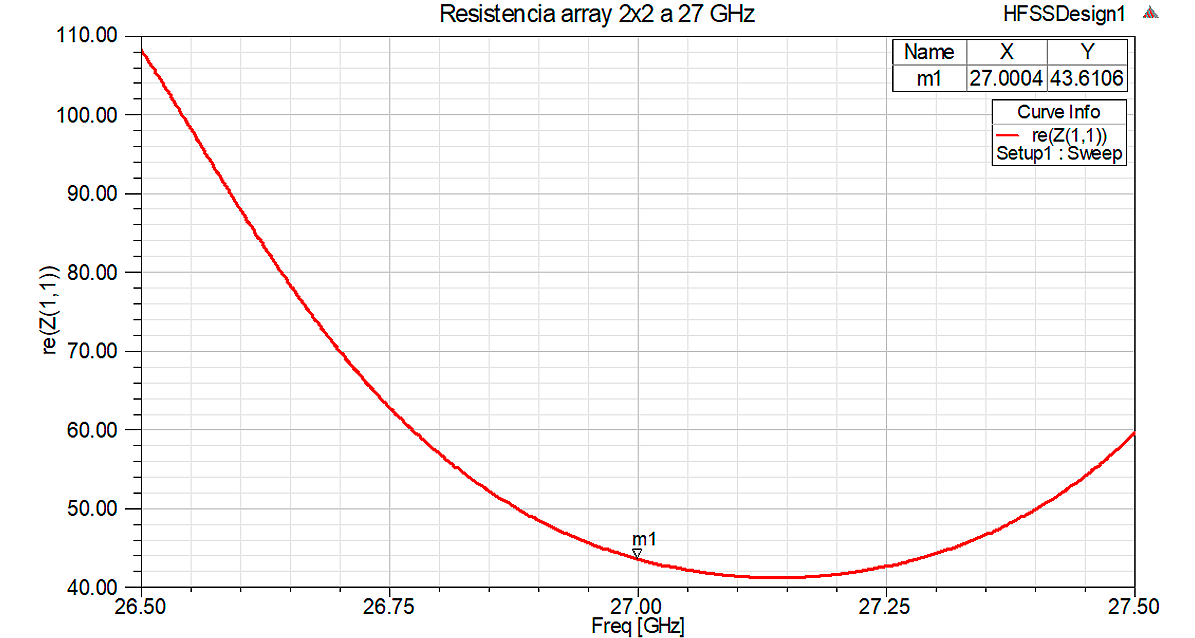 Resistencia array 2x2 a 27 GHz
HFSSDesign1
Name X Y
m1 27.0004 43.6106
Curve Info
re(Z(1,1))
Setup1 : Sweep
110.00
100.00
90.00
80.00
70.00
60.00
50.00
40.00
re(Z(1,1))
m1
26.50 26.75 27.00 27.25 27.50
Freq [GHz]